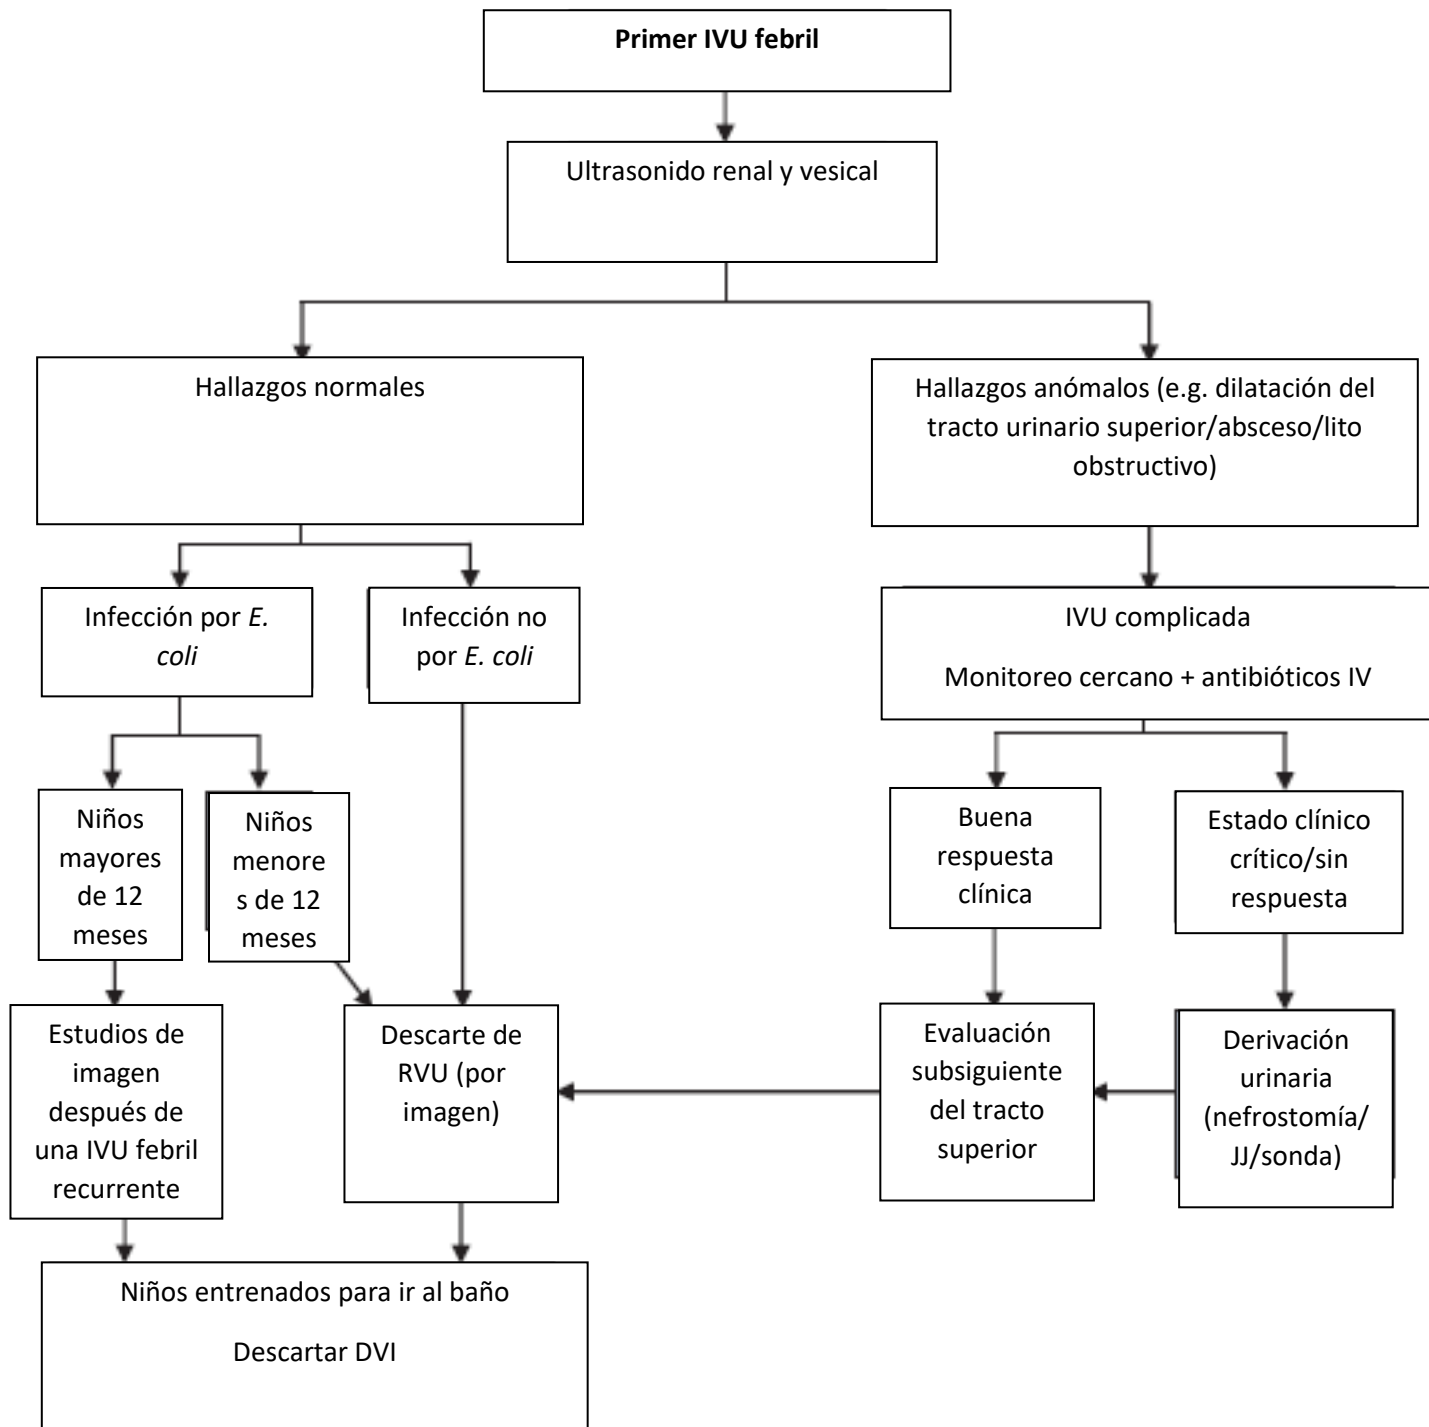 Primer IVU febril
Ultrasonido renal y vesical
Hallazgos normales
Hallazgos anómalos (e.g. dilatación del
tracto urinario superior/absceso/lito
obstructivo)
Infección por E.
coli
Infección no
por E. coli
IVU complicada
Monitoreo cercano + antibióticos IV
Niños
mayores
de 12
meses
Niños
menore
s de 12
meses
Buena
respuesta
clínica
Estado clínico
crítico/sin
respuesta
Estudios de
imagen
después de
una IVU febril
recurrente
Descarte de
RVU (por
imagen)
Evaluación
subsiguiente
del tracto
superior
Derivación
urinaria
(nefrostomía/
JJ/sonda)
Niños entrenados para ir al baño
Descartar DVI